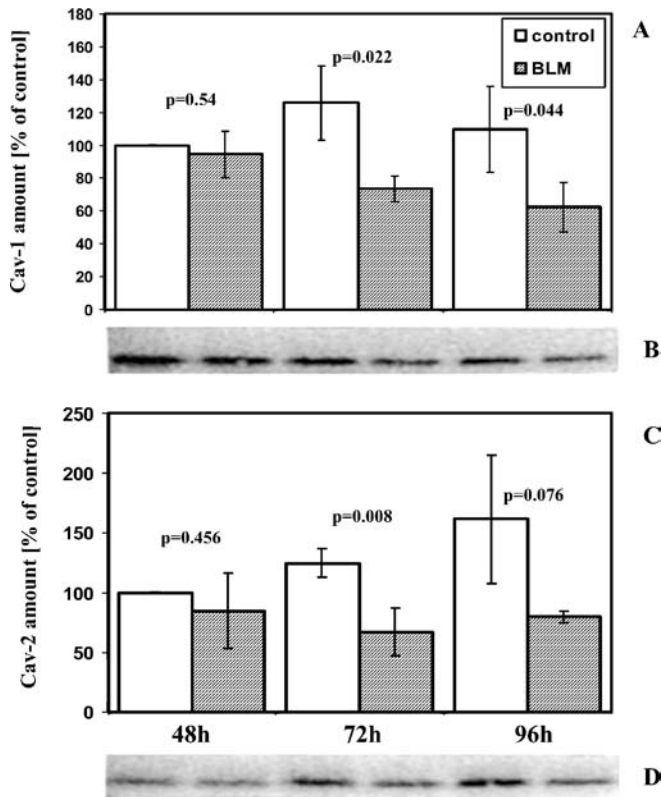 180
160
140
120
100
80
60
40
20
0
Cav-1 amount [% of control]
p=0.54
p=0.022
p=0.044
control
BLM
A
B
250
200
150
100
50
0
Cav-2 amount [% of control]
p=0.456
p=0.008
p=0.076
C
48h 72h 96h
D